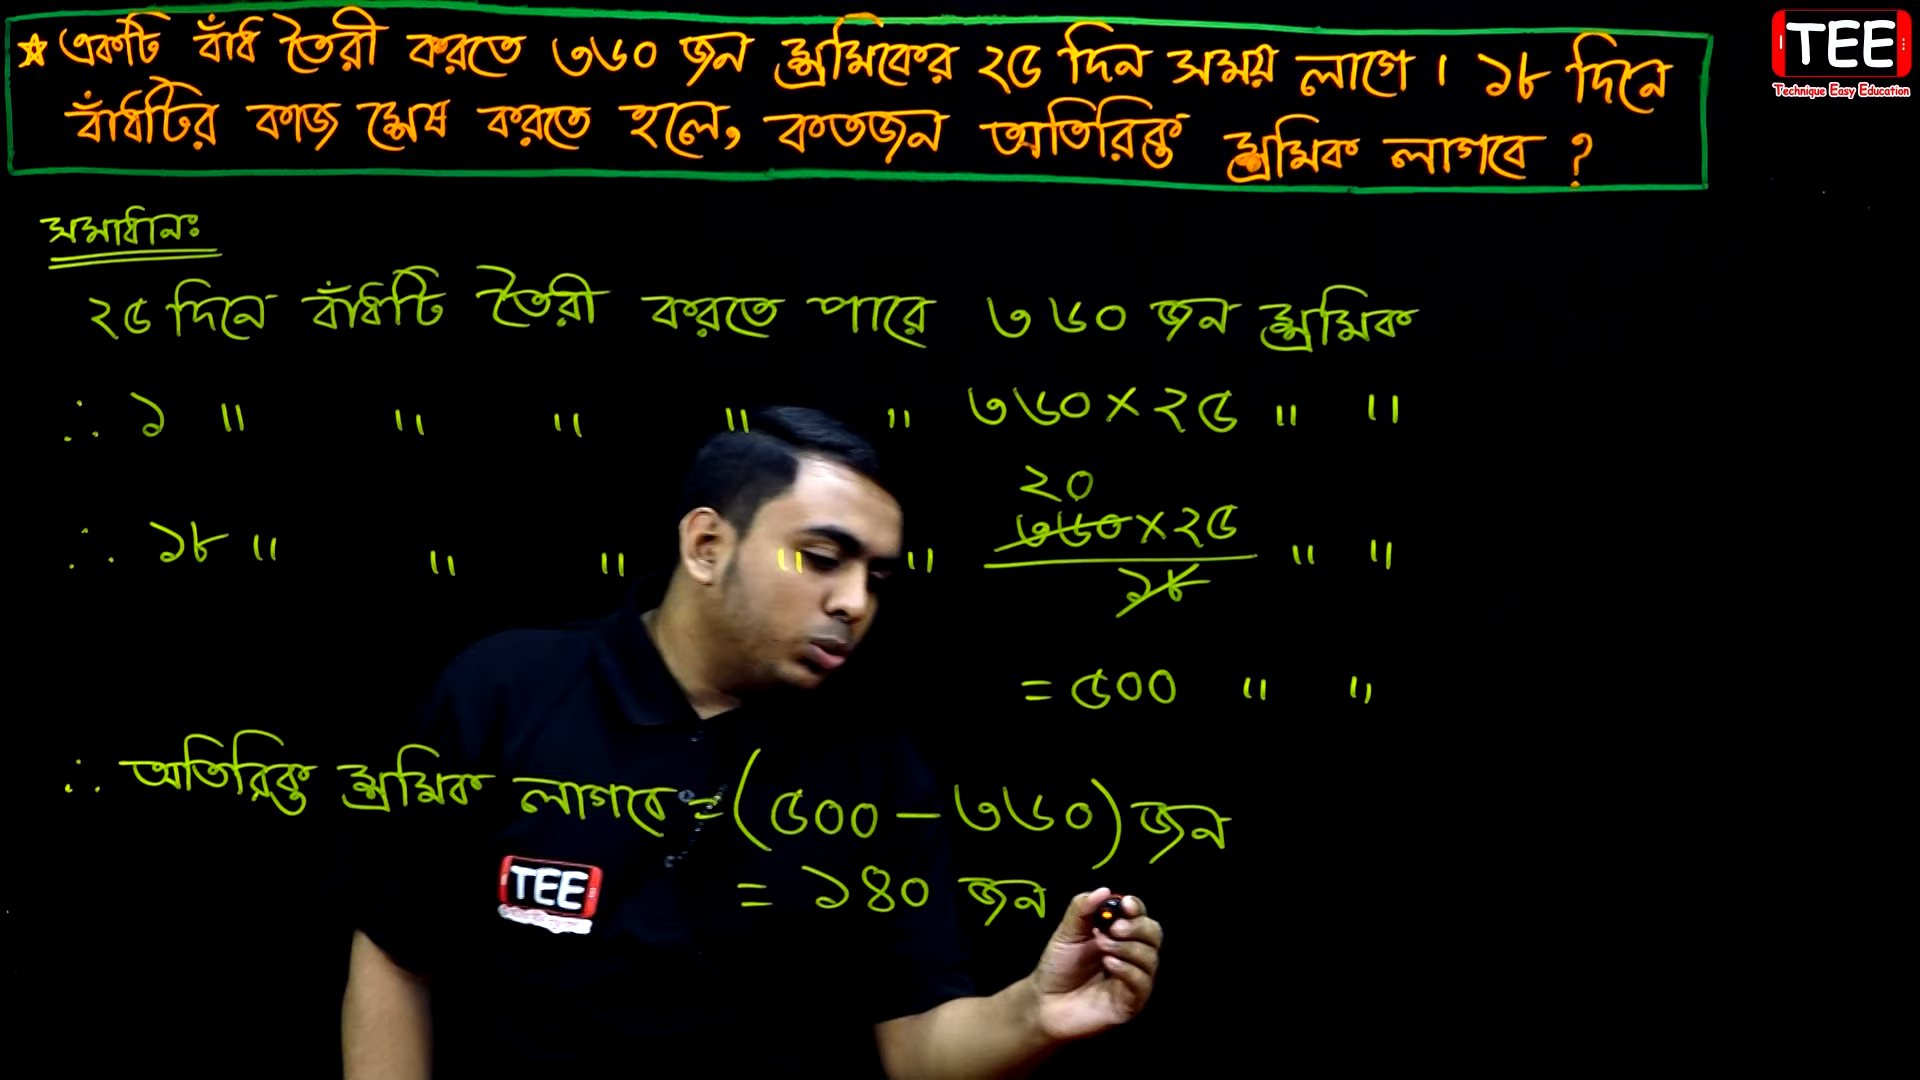 ☆ একটি বাঁধ তৈরী করতে ৩৬০ জন শ্রমিকের ২৫ দিন সময় লাগে। ১৮ দিনে
বাঁধটির কাজ শেষ করতে হলে, কতজন অতিরিক্ত শ্রমিক লাগবে ?
TEE
Technique Easy Education
সমাধানঃ
২৫ দিনে বাঁধটি তৈরী করতে পারে ৩৬০ জন শ্রমিক
∴ ১ " " " " " ৩৬০ × ২৫ " "
২০
∴ ১৮ " " " " " ৩৬০ × ২৫ " "
১৮
= ৫০০ " "
∴ অতিরিক্ত শ্রমিক লাগবে = (৫০০ – ৩৬০) জন
= ১৪০ জন
TEE